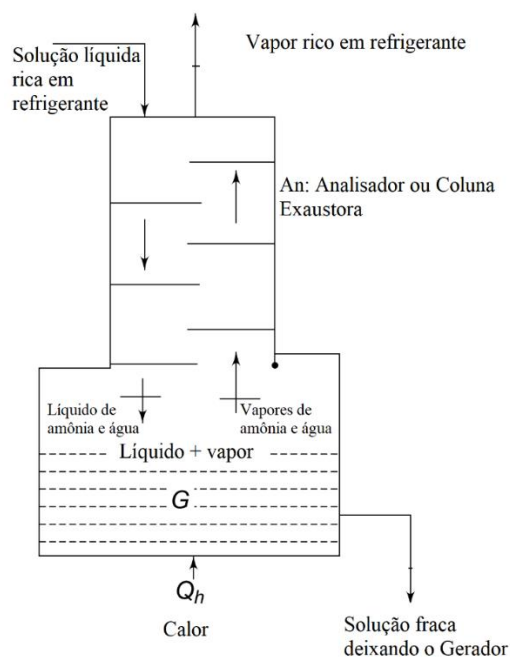 Vapor rico em refrigerante
Solução líquida
rica em
refrigerante
An: Analisador ou Coluna
Exaustora
Líquido de
amônia e água
Vapores de
amônia e água
Líquido + vapor
G
Qh
Calor
Solução fraca
deixando o Gerador